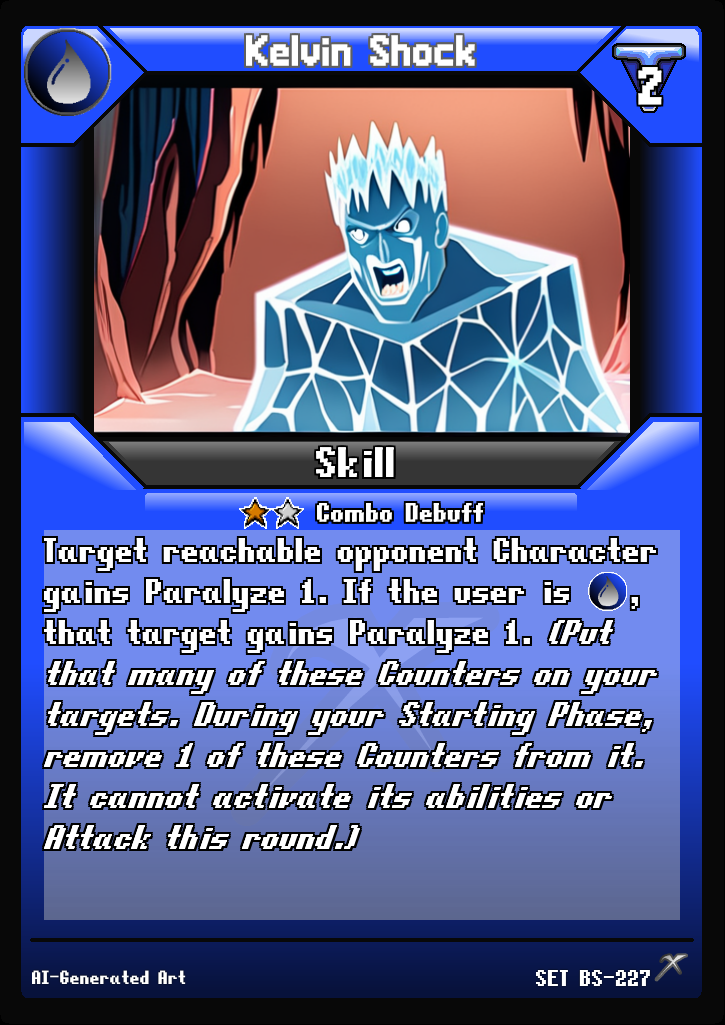 Kelvin Shock
2
Skill
Combo Debuff
Target reachable opponent Character
gains Paralyze 1. If the user is ,
that target gains Paralyze 1. (Put
that many of these Counters on your
targets. During your Starting Phase,
remove 1 of these Counters from it.
It cannot activate its abilities or
Attack this round.)
AI-Generated Art
SET BS-227